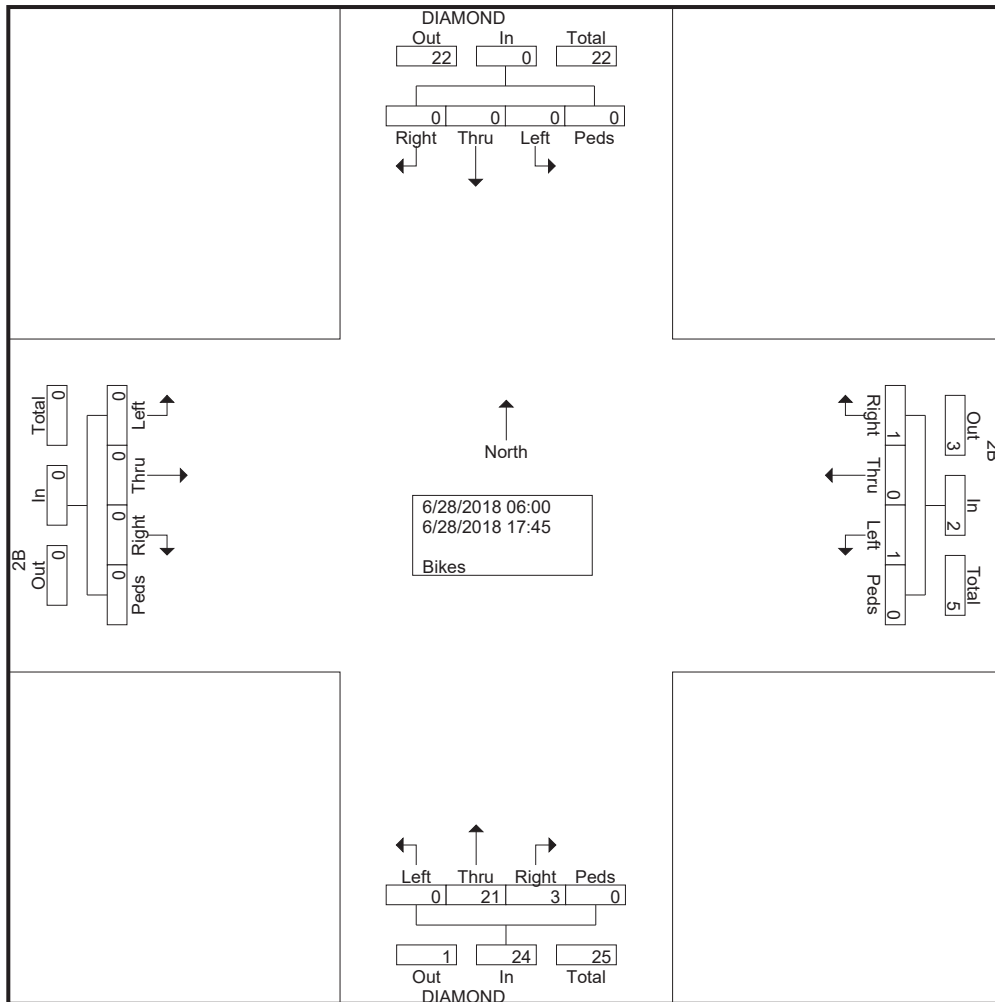 DIAMOND
Out In Total
22 0 22
0 0 0 0
Right Thru Left Peds
2B
Out In Total
0 0 0
0 0 0 0
Left Thru Right Peds
North
6/28/2018 06:00
6/28/2018 17:45
Bikes
2B
Out In Total
3 2 5
1 0 1 0
Right Thru Left Peds
Left Thru Right Peds
0 21 3 0
1 24 25
Out In Total
DIAMOND